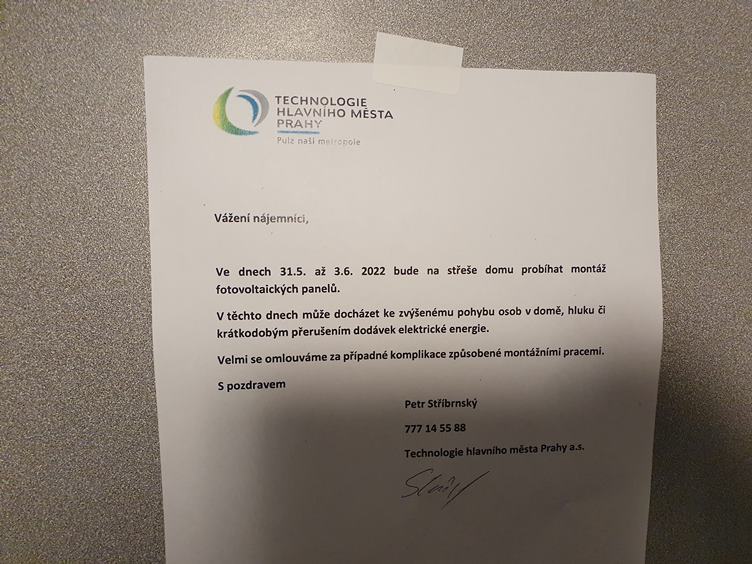 TECHNOLOGIE
HLAVNÍHO MĚSTA
PRAHY
Pulz naší metropole
Vážení nájemníci,
Ve dnech 31.5. až 3.6. 2022 bude na střeše domu probíhat montáž
fotovoltaických panelů.
V těchto dnech může docházet ke zvýšenému pohybu osob v domě, hluku či
krátkodobým přerušením dodávek elektrické energie.
Velmi se omlouváme za případné komplikace způsobené montážními pracemi.
S pozdravem
Petr Stříbrnský
777 14 55 88
Technologie hlavního města Prahy a.s.